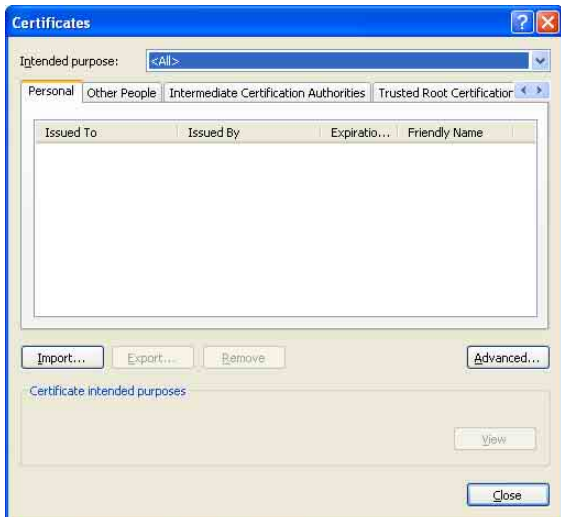 Certificates
Intended purpose: <All>
Personal Other People Intermediate Certification Authorities Trusted Root Certification
Issued To Issued By Expiratio... Friendly Name
Import... Export... Remove Advanced...
Certificate intended purposes
View
Close